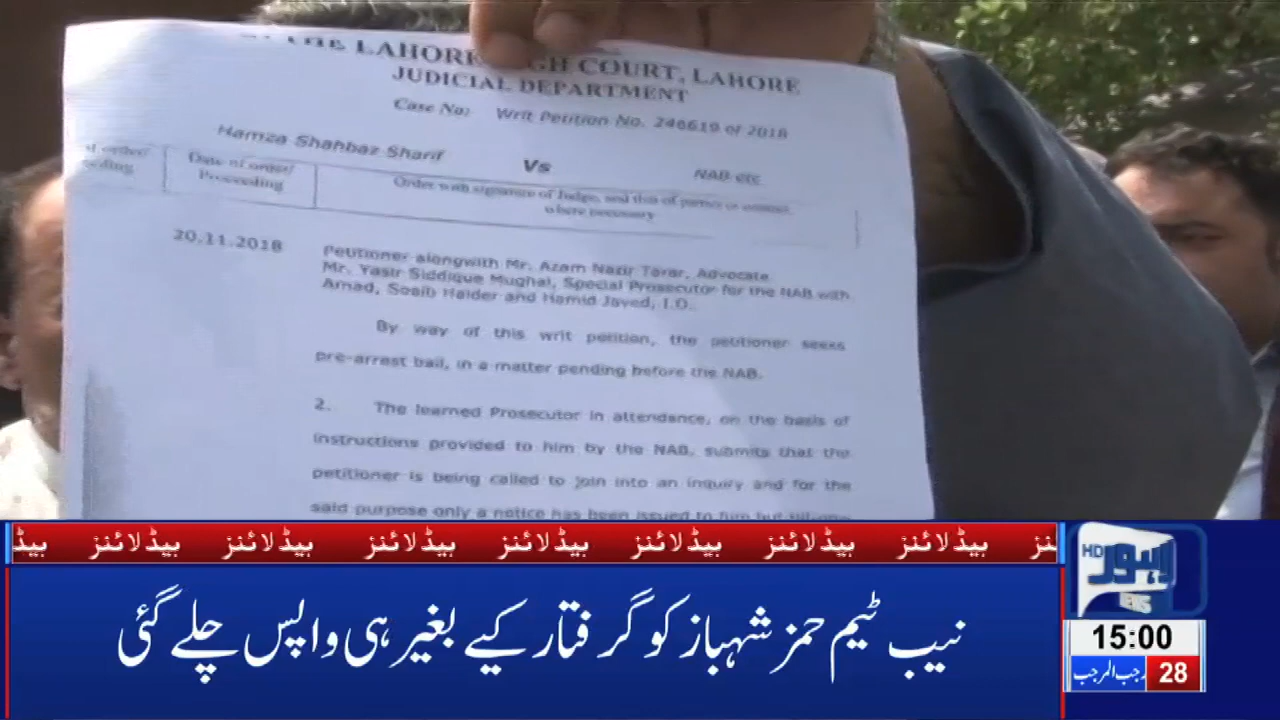 THE LAHORE HIGH COURT, LAHORE
JUDICIAL DEPARTMENT
Case No: Writ Petition No. 246619 of 2018
Hamza Shahbaz Sharif Vs NAB etc
Date of order/ Proceeding
Order with signature of Judge, and that of parties or counsel, where necessary
20.11.2018
Petitioner alongwith Mr. Azam Nazir Tarar, Advocate
Mr. Yasir Siddique Mughal, Special Prosecutor for the NAB with
Amad, Soaib Haider and Hamid Javed, I.O.
By way of this writ petition, the petitioner seeks
pre-arrest bail, in a matter pending before the NAB.
2. The learned Prosecutor in attendance, on the basis of
instructions provided to him by the NAB, submits that the
petitioner is being called to join into an inquiry and for the
said purpose only a notice has been issued to him but
ہیڈلائنز ہیڈلائنز ہیڈلائنز ہیڈلائنز ہیڈلائنز ہیڈلائنز ہیڈلائنز
نیب ٹیم حمز شہباز کو گرفتار کیے بغیر ہی واپس چلے گئی
لاہور
HD
NEWS
15:00
28 رجب المرجب